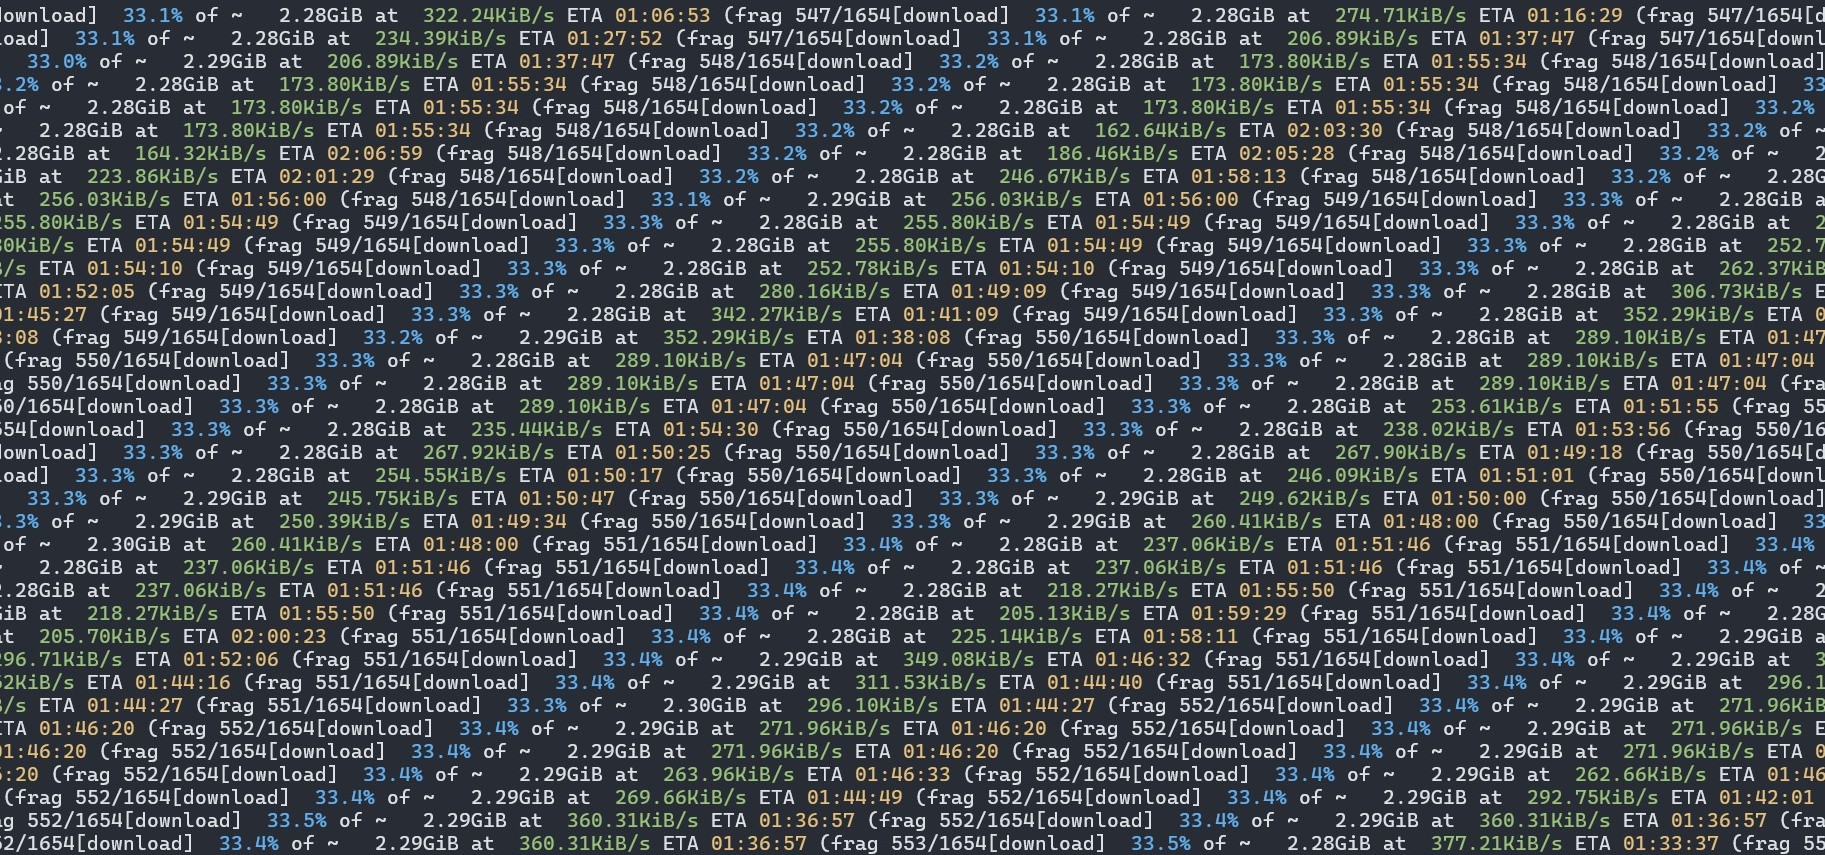 ownload]  33.1% of ~   2.28GiB at  322.24KiB/s ETA 01:06:53 (frag 547/1654[download]  33.1% of ~   2.28GiB at  274.71KiB/s ETA 01:16:29 (frag 547/1654[d
oad]  33.1% of ~   2.28GiB at  234.39KiB/s ETA 01:27:52 (frag 547/1654[download]  33.1% of ~   2.28GiB at  206.89KiB/s ETA 01:37:47 (frag 547/1654[downl
  33.0% of ~   2.29GiB at  206.89KiB/s ETA 01:37:47 (frag 548/1654[download]  33.2% of ~   2.28GiB at  173.80KiB/s ETA 01:55:34 (frag 548/1654[download]
.2% of ~   2.28GiB at  173.80KiB/s ETA 01:55:34 (frag 548/1654[download]  33.2% of ~   2.28GiB at  173.80KiB/s ETA 01:55:34 (frag 548/1654[download]  33
of ~   2.28GiB at  173.80KiB/s ETA 01:55:34 (frag 548/1654[download]  33.2% of ~   2.28GiB at  173.80KiB/s ETA 01:55:34 (frag 548/1654[download]  33.2%
   2.28GiB at  173.80KiB/s ETA 01:55:34 (frag 548/1654[download]  33.2% of ~   2.28GiB at  162.64KiB/s ETA 02:03:30 (frag 548/1654[download]  33.2% of ~
.28GiB at  164.32KiB/s ETA 02:06:59 (frag 548/1654[download]  33.2% of ~   2.28GiB at  186.46KiB/s ETA 02:05:28 (frag 548/1654[download]  33.2% of ~   2
GiB at  223.86KiB/s ETA 02:01:29 (frag 548/1654[download]  33.2% of ~   2.28GiB at  246.67KiB/s ETA 01:58:13 (frag 548/1654[download]  33.2% of ~   2.28G
at  256.03KiB/s ETA 01:56:00 (frag 548/1654[download]  33.1% of ~   2.29GiB at  256.03KiB/s ETA 01:56:00 (frag 549/1654[download]  33.3% of ~   2.28GiB a
255.80KiB/s ETA 01:54:49 (frag 549/1654[download]  33.3% of ~   2.28GiB at  255.80KiB/s ETA 01:54:49 (frag 549/1654[download]  33.3% of ~   2.28GiB at  2
80KiB/s ETA 01:54:49 (frag 549/1654[download]  33.3% of ~   2.28GiB at  255.80KiB/s ETA 01:54:49 (frag 549/1654[download]  33.3% of ~   2.28GiB at  252.7
/s ETA 01:54:10 (frag 549/1654[download]  33.3% of ~   2.28GiB at  252.78KiB/s ETA 01:54:10 (frag 549/1654[download]  33.3% of ~   2.28GiB at  262.37KiB
ETA 01:52:05 (frag 549/1654[download]  33.3% of ~   2.28GiB at  280.16KiB/s ETA 01:49:09 (frag 549/1654[download]  33.3% of ~   2.28GiB at  306.73KiB/s E
01:45:27 (frag 549/1654[download]  33.3% of ~   2.28GiB at  342.27KiB/s ETA 01:41:09 (frag 549/1654[download]  33.3% of ~   2.28GiB at  352.29KiB/s ETA 0
8:08 (frag 549/1654[download]  33.2% of ~   2.29GiB at  352.29KiB/s ETA 01:38:08 (frag 550/1654[download]  33.3% of ~   2.28GiB at  289.10KiB/s ETA 01:47
(frag 550/1654[download]  33.3% of ~   2.28GiB at  289.10KiB/s ETA 01:47:04 (frag 550/1654[download]  33.3% of ~   2.28GiB at  289.10KiB/s ETA 01:47:04
ag 550/1654[download]  33.3% of ~   2.28GiB at  289.10KiB/s ETA 01:47:04 (frag 550/1654[download]  33.3% of ~   2.28GiB at  289.10KiB/s ETA 01:47:04 (fra
50/1654[download]  33.3% of ~   2.28GiB at  289.10KiB/s ETA 01:47:04 (frag 550/1654[download]  33.3% of ~   2.28GiB at  253.61KiB/s ETA 01:51:55 (frag 55
654[download]  33.3% of ~   2.28GiB at  235.44KiB/s ETA 01:54:30 (frag 550/1654[download]  33.3% of ~   2.28GiB at  238.02KiB/s ETA 01:53:56 (frag 550/16
download]  33.3% of ~   2.28GiB at  267.92KiB/s ETA 01:50:25 (frag 550/1654[download]  33.3% of ~   2.28GiB at  267.90KiB/s ETA 01:49:18 (frag 550/1654[d
oad]  33.3% of ~   2.28GiB at  254.55KiB/s ETA 01:50:17 (frag 550/1654[download]  33.3% of ~   2.28GiB at  246.09KiB/s ETA 01:51:01 (frag 550/1654[downl
  33.3% of ~   2.29GiB at  245.75KiB/s ETA 01:50:47 (frag 550/1654[download]  33.3% of ~   2.29GiB at  249.62KiB/s ETA 01:50:00 (frag 550/1654[download]
.3% of ~   2.29GiB at  250.39KiB/s ETA 01:49:34 (frag 550/1654[download]  33.3% of ~   2.29GiB at  260.41KiB/s ETA 01:48:00 (frag 550/1654[download]  33
of ~   2.30GiB at  260.41KiB/s ETA 01:48:00 (frag 551/1654[download]  33.4% of ~   2.28GiB at  237.06KiB/s ETA 01:51:46 (frag 551/1654[download]  33.4%
   2.28GiB at  237.06KiB/s ETA 01:51:46 (frag 551/1654[download]  33.4% of ~   2.28GiB at  237.06KiB/s ETA 01:51:46 (frag 551/1654[download]  33.4% of ~
.28GiB at  237.06KiB/s ETA 01:51:46 (frag 551/1654[download]  33.4% of ~   2.28GiB at  218.27KiB/s ETA 01:55:50 (frag 551/1654[download]  33.4% of ~   2
GiB at  218.27KiB/s ETA 01:55:50 (frag 551/1654[download]  33.4% of ~   2.28GiB at  205.13KiB/s ETA 01:59:29 (frag 551/1654[download]  33.4% of ~   2.28G
at  205.70KiB/s ETA 02:00:23 (frag 551/1654[download]  33.4% of ~   2.28GiB at  225.14KiB/s ETA 01:58:11 (frag 551/1654[download]  33.4% of ~   2.29GiB a
296.71KiB/s ETA 01:52:06 (frag 551/1654[download]  33.4% of ~   2.29GiB at  349.08KiB/s ETA 01:46:32 (frag 551/1654[download]  33.4% of ~   2.29GiB at  3
62KiB/s ETA 01:44:16 (frag 551/1654[download]  33.4% of ~   2.29GiB at  311.53KiB/s ETA 01:44:40 (frag 551/1654[download]  33.4% of ~   2.29GiB at  296.1
/s ETA 01:44:27 (frag 551/1654[download]  33.3% of ~   2.30GiB at  296.10KiB/s ETA 01:44:27 (frag 552/1654[download]  33.4% of ~   2.29GiB at  271.96KiB
ETA 01:46:20 (frag 552/1654[download]  33.4% of ~   2.29GiB at  271.96KiB/s ETA 01:46:20 (frag 552/1654[download]  33.4% of ~   2.29GiB at  271.96KiB/s E
01:46:20 (frag 552/1654[download]  33.4% of ~   2.29GiB at  271.96KiB/s ETA 01:46:20 (frag 552/1654[download]  33.4% of ~   2.29GiB at  271.96KiB/s ETA 0
6:20 (frag 552/1654[download]  33.4% of ~   2.29GiB at  263.96KiB/s ETA 01:46:33 (frag 552/1654[download]  33.4% of ~   2.29GiB at  262.66KiB/s ETA 01:46
(frag 552/1654[download]  33.4% of ~   2.29GiB at  269.66KiB/s ETA 01:44:49 (frag 552/1654[download]  33.4% of ~   2.29GiB at  292.75KiB/s ETA 01:42:01
ag 552/1654[download]  33.5% of ~   2.29GiB at  360.31KiB/s ETA 01:36:57 (frag 552/1654[download]  33.4% of ~   2.29GiB at  360.31KiB/s ETA 01:36:57 (fra
52/1654[download]  33.4% of ~   2.29GiB at  360.31KiB/s ETA 01:36:57 (frag 553/1654[download]  33.5% of ~   2.28GiB at  377.21KiB/s ETA 01:33:37 (frag 55